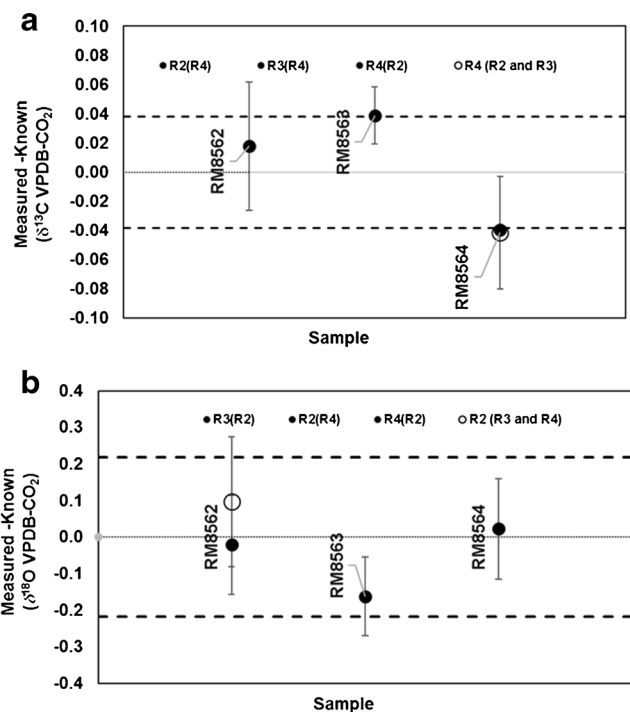 a
0.10
0.08
0.06
0.04
0.02
0.00
-0.02
-0.04
-0.06
-0.08
-0.10
Measured -Known
(δ¹³C VPDB-CO₂)
R2(R4) R3(R4) R4(R2) R4 (R2 and R3)
RM8562
RM8563
RM8564
Sample
b
0.4
0.3
0.2
0.1
0.0
-0.1
-0.2
-0.3
-0.4
Measured -Known
(δ¹⁸O VPDB-CO₂)
R3(R2) R2(R4) R4(R2) R2 (R3 and R4)
RM8562
RM8563
RM8564
Sample